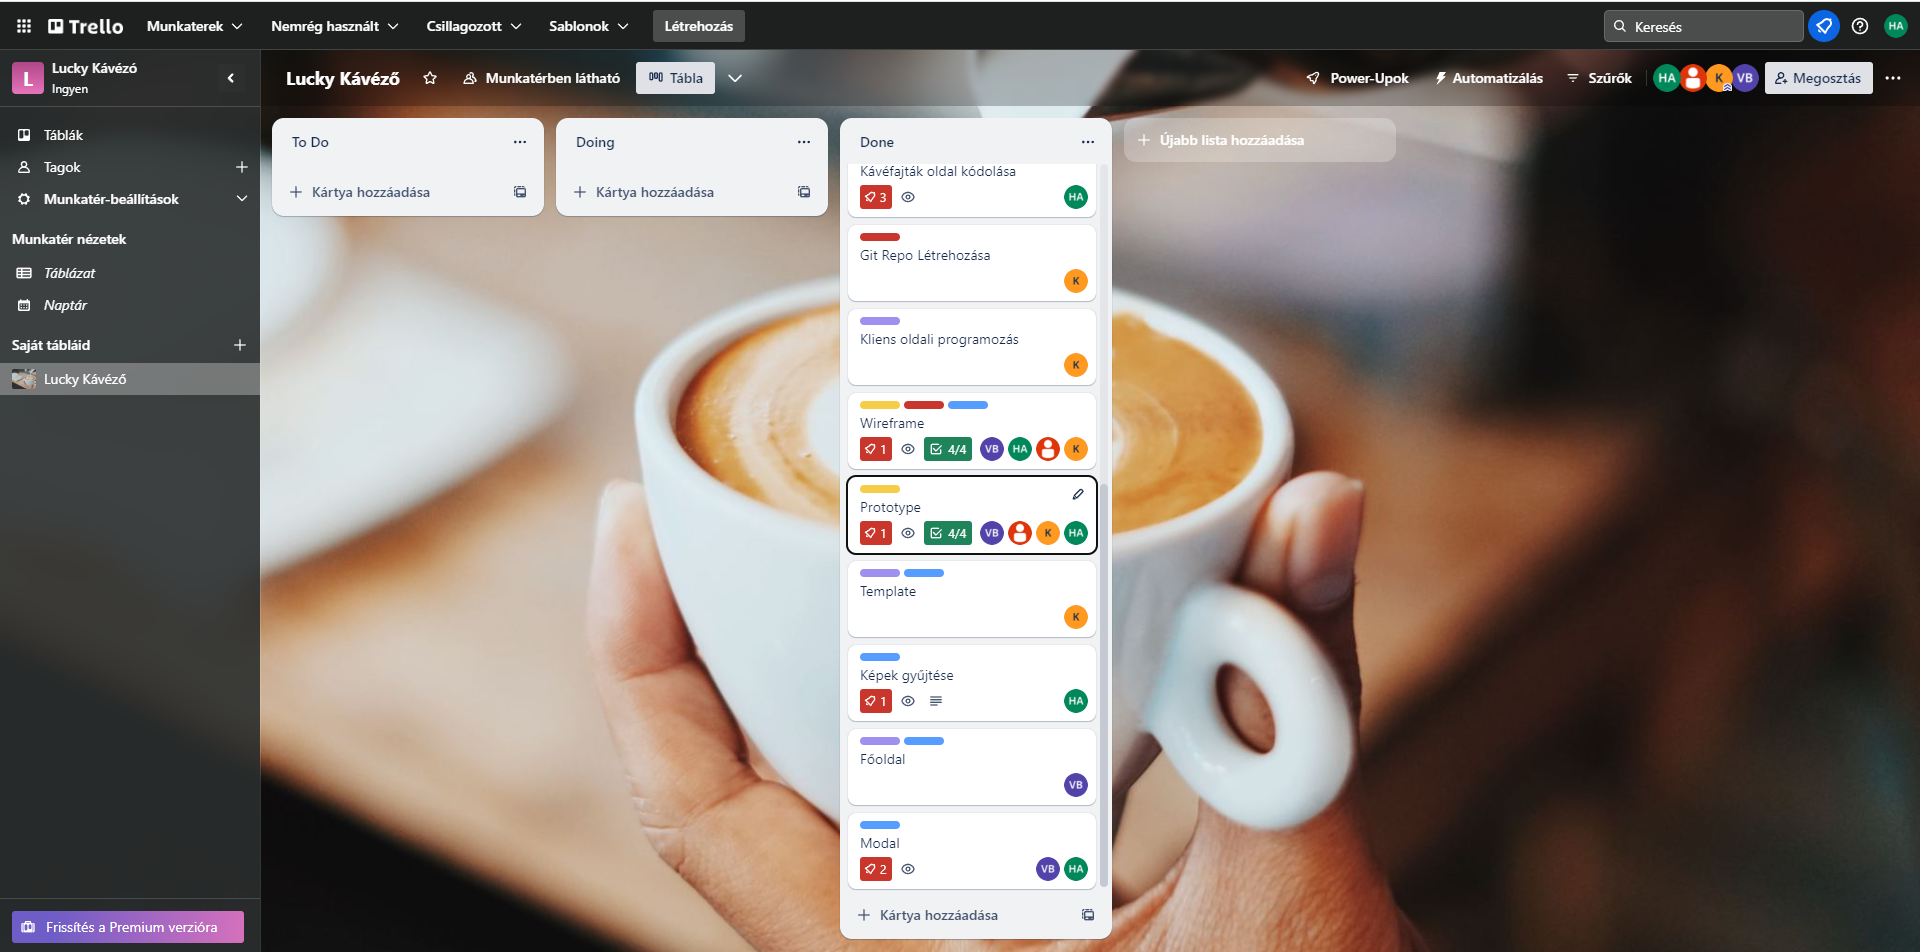 Trello Munkaterek Nemrég használt Csillagozott Sablonok Létrehozás Keresés HA
L Lucky Kávézó
Ingyen
Táblák
Tagok
Munkatér-beállítások
Munkatér nézetek
Táblázat
Naptár
Saját tábláid
Lucky Kávéző
Frissítés a Premium verzióra
Lucky Kávéző Munkatérben látható Tábla Power-Upok Automatizálás Szűrők HA K VB Megosztás
To Do
Kártya hozzáadása
Doing
Kártya hozzáadása
Done
Kávéfajták oldal kódolása
3 HA
Git Repo Létrehozása
K
Kliens oldali programozás
K
Wireframe
1 4/4 VB HA K
Prototype
1 4/4 VB K HA
Template
K
Képek gyűjtése
1 HA
Főoldal
VB
Modal
2 VB HA
Kártya hozzáadása
Újabb lista hozzáadása